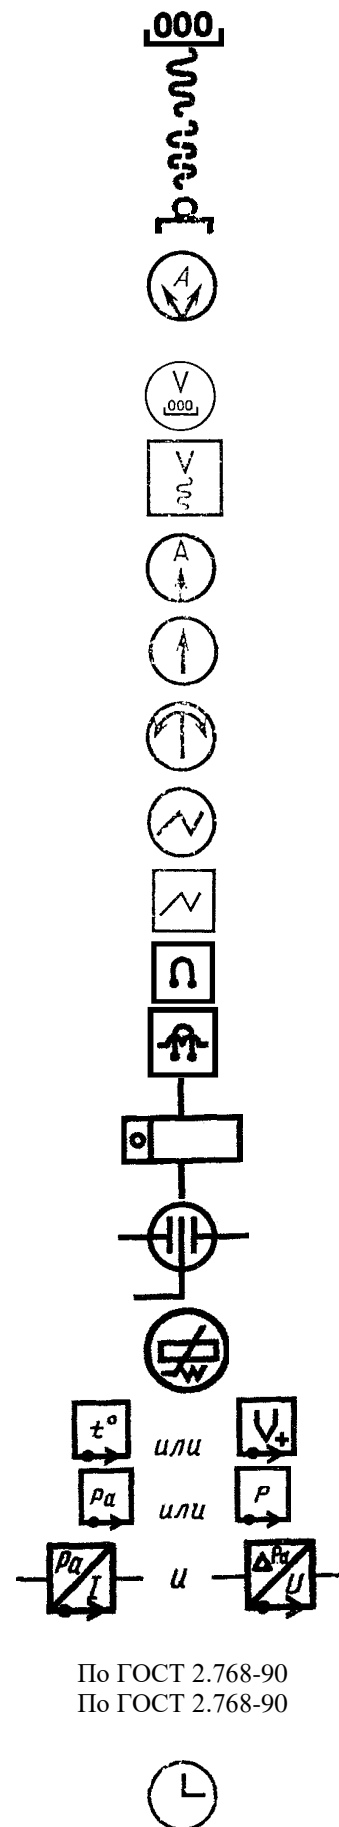 000
A
V
000
V
A
t° или V+
Pa или P
Pa I и ΔPa U
По ГОСТ 2.768-90
По ГОСТ 2.768-90